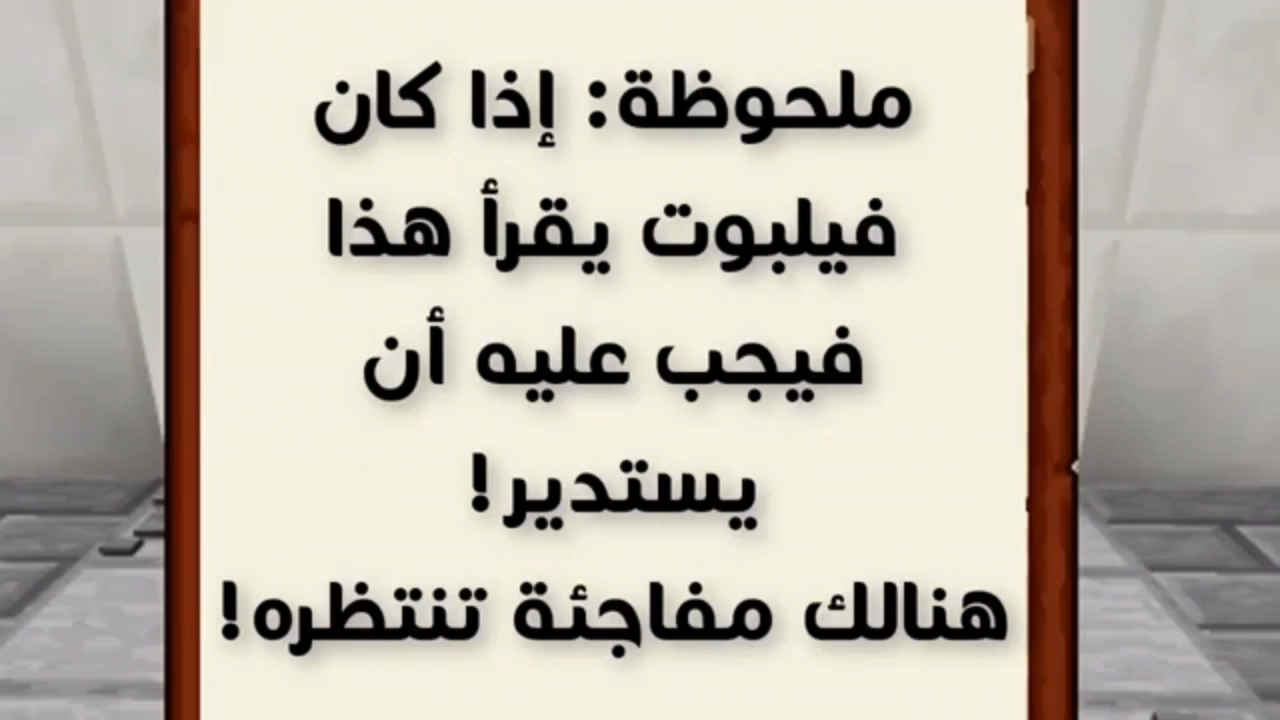 ملحوظة: إذا كان
فيلبوت يقرأ هذا
فيجب عليه أن
يستدير!
هنالك مفاجئة تنتظره!